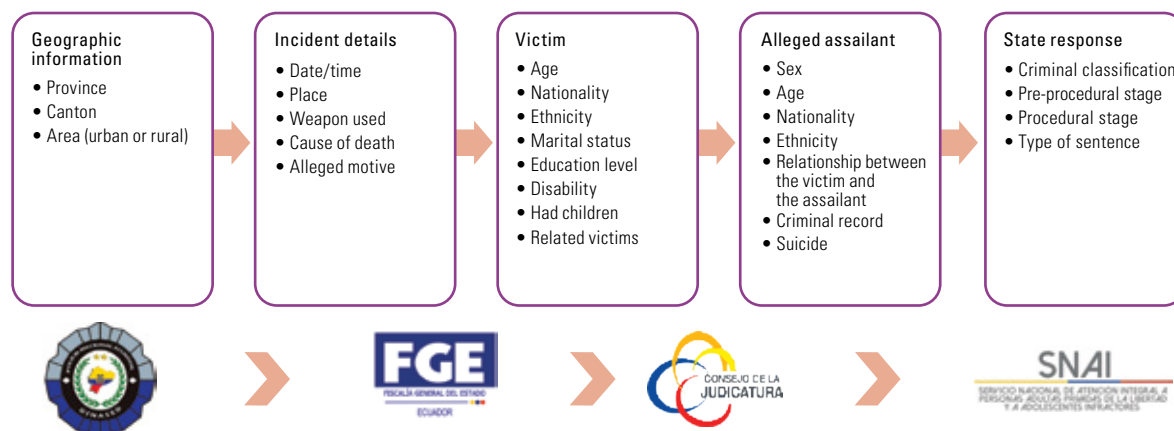 Geographic
information
• Province
• Canton
• Area (urban or rural)
Incident details
• Date/time
• Place
• Weapon used
• Cause of death
• Alleged motive
Victim
• Age
• Nationality
• Ethnicity
• Marital status
• Education level
• Disability
• Had children
• Related victims
Alleged assailant
• Sex
• Age
• Nationality
• Ethnicity
• Relationship between
the victim and
the assailant
• Criminal record
• Suicide
State response
• Criminal classification
• Pre-procedural stage
• Procedural stage
• Type of sentence
DINASED
FGE
FISCALÍA GENERAL DEL ESTADO
ECUADOR
CONSEJO DE LA
JUDICATURA
SNAI
SERVICIO NACIONAL DE ATENCIÓN INTEGRAL A
PERSONAS ADULTAS PRIVADAS DE LA LIBERTAD
Y A ADOLESCENTES INFRACTORES